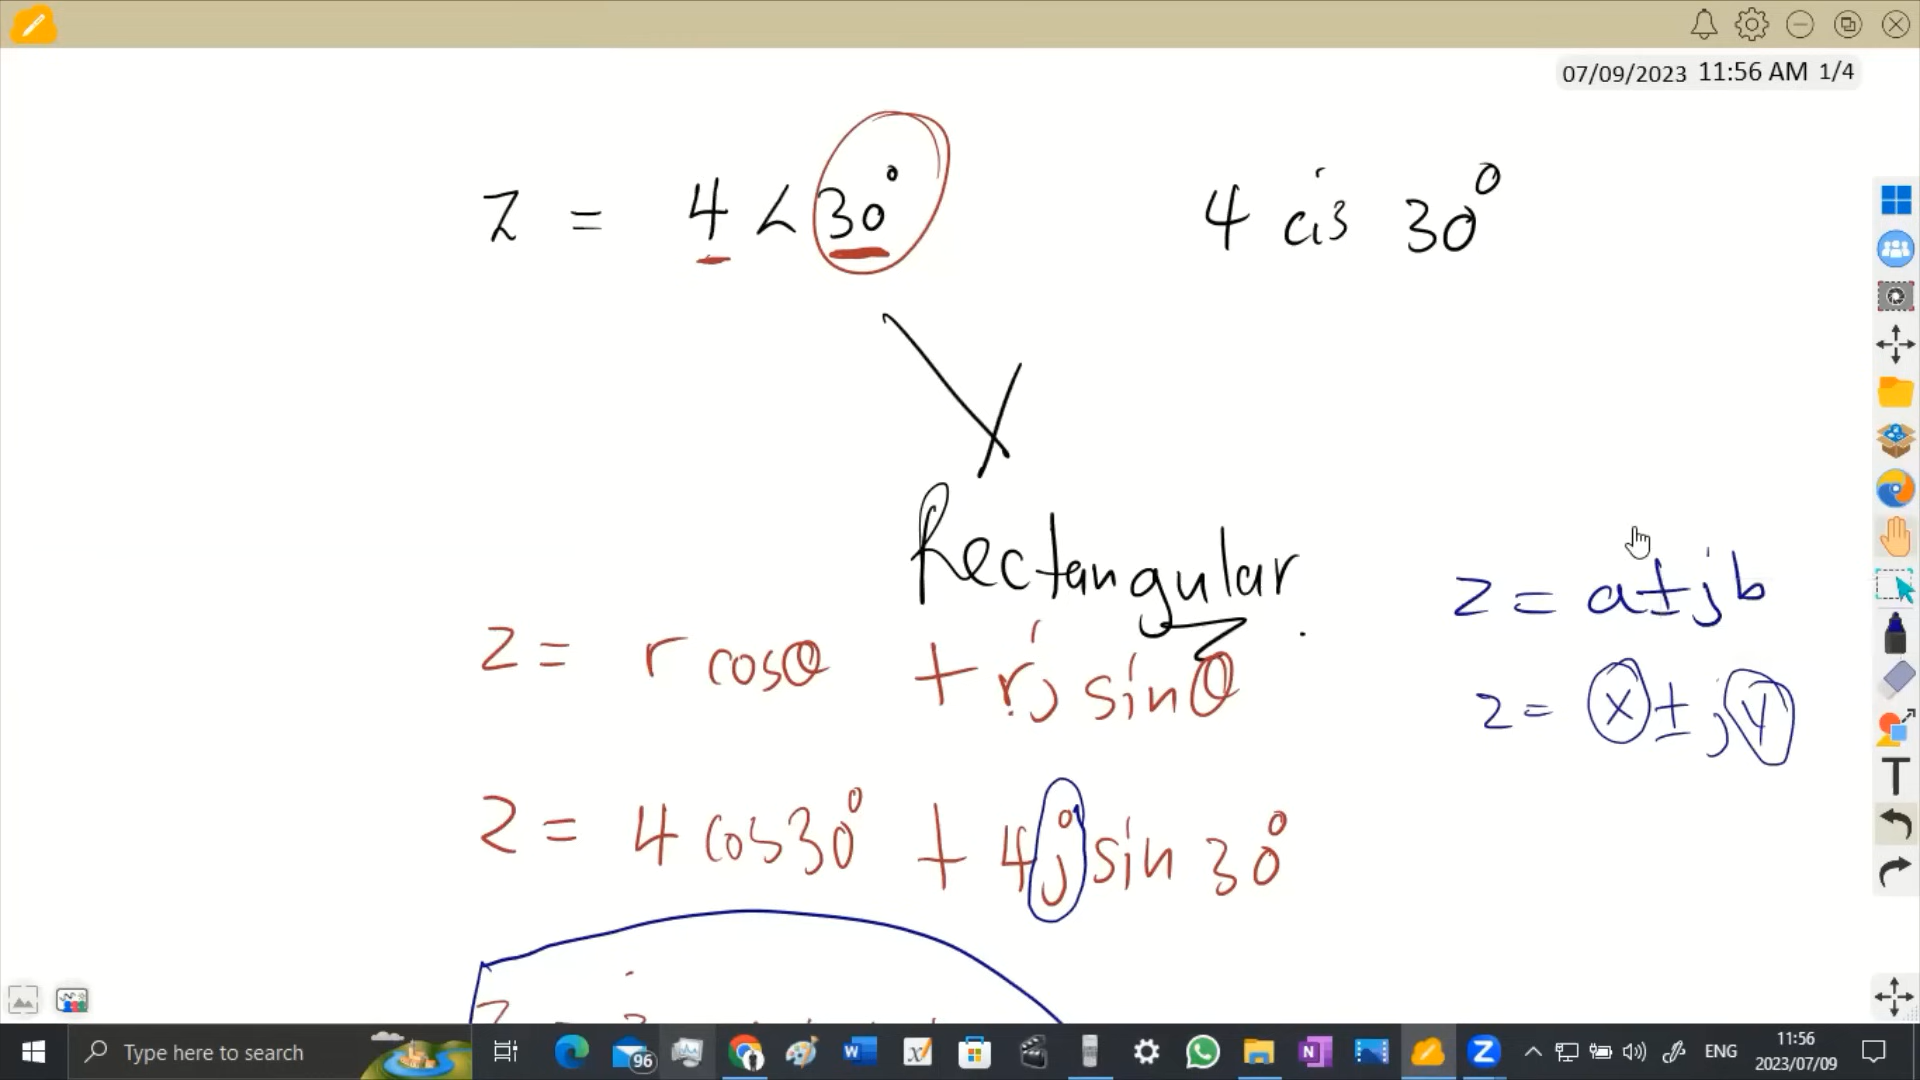 07/09/2023 11:56 AM 1/4
Z = 4 < 30°
4 cis 30°
Rectangular
z = a ± jb
z = r cosθ + rj sinθ
z = x ± jy
z = 4 cos30° + 4j sin 30°
Type here to search
96
ENG
11:56
2023/07/09